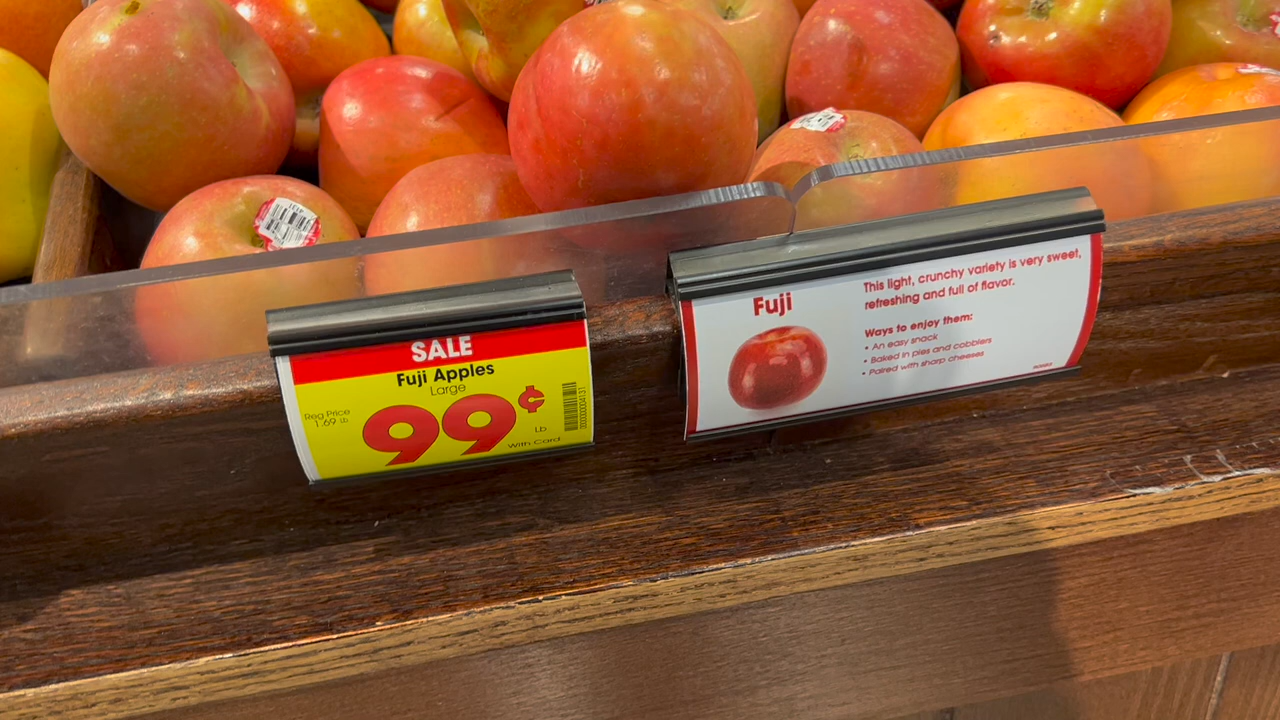 SALE
Fuji Apples
Large
Reg Price
1.69 Lb
99¢
Lb
With Card
Fuji
This light, crunchy variety is very sweet,
refreshing and full of flavor.
Ways to enjoy them:
• An easy snack
• Baked in pies and cobblers
• Paired with sharp cheeses